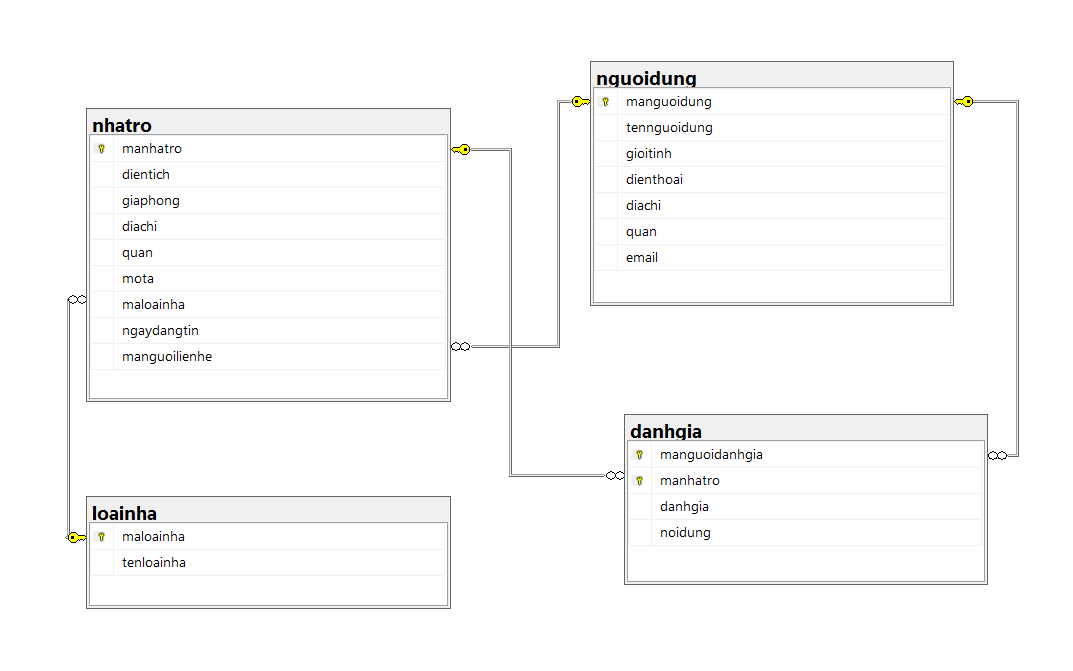 nhatro
manhatro
dientich
giaphong
diachi
quan
mota
maloainha
ngaydangtin
manguoilienhe
nguoidung
manguoidung
tennguoidung
gioitinh
dienthoai
diachi
quan
email
loainha
maloainha
tenloainha
danhgia
manguoidanhgia
manhatro
danhgia
noidung